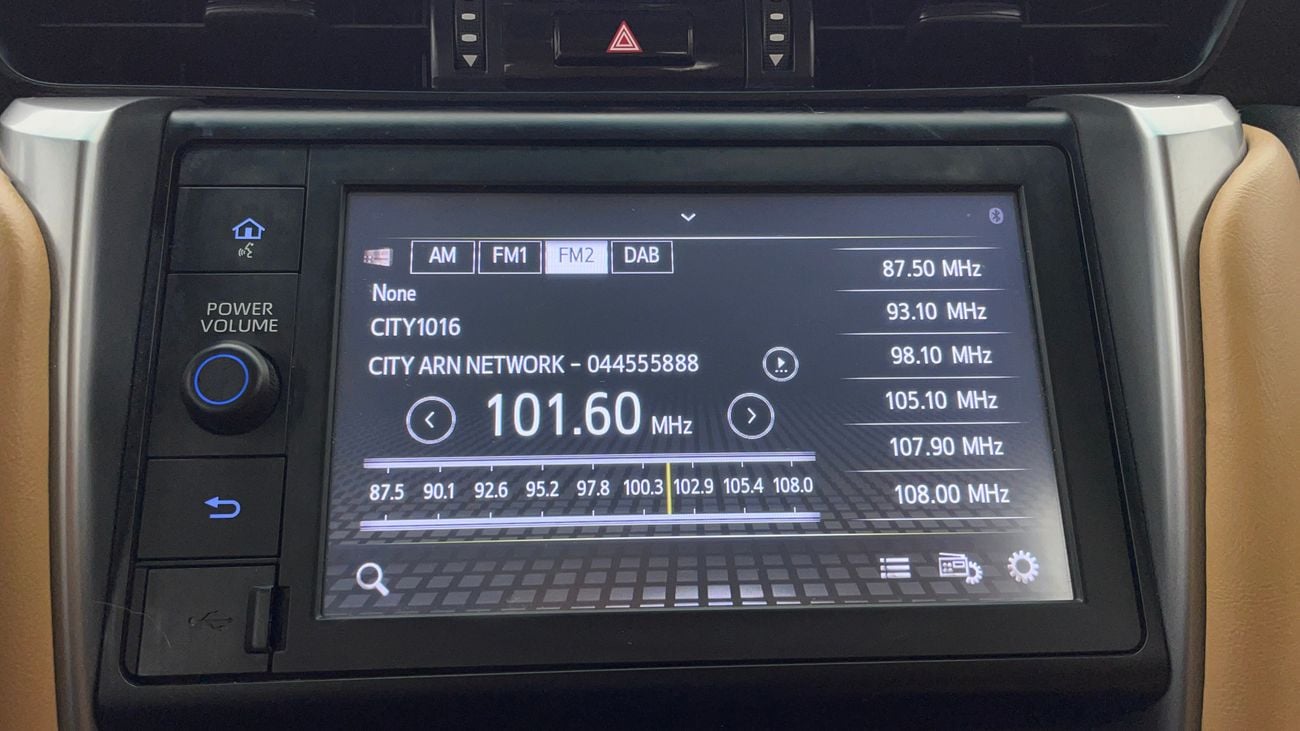 POWER
VOLUME
AM FM1 FM2 DAB
None
CITY1016
CITY ARN NETWORK - 044555888
101.60 MHz
87.5 90.1 92.6 95.2 97.8 100.3 102.9 105.4 108.0
87.50 MHz
93.10 MHz
98.10 MHz
105.10 MHz
107.90 MHz
108.00 MHz